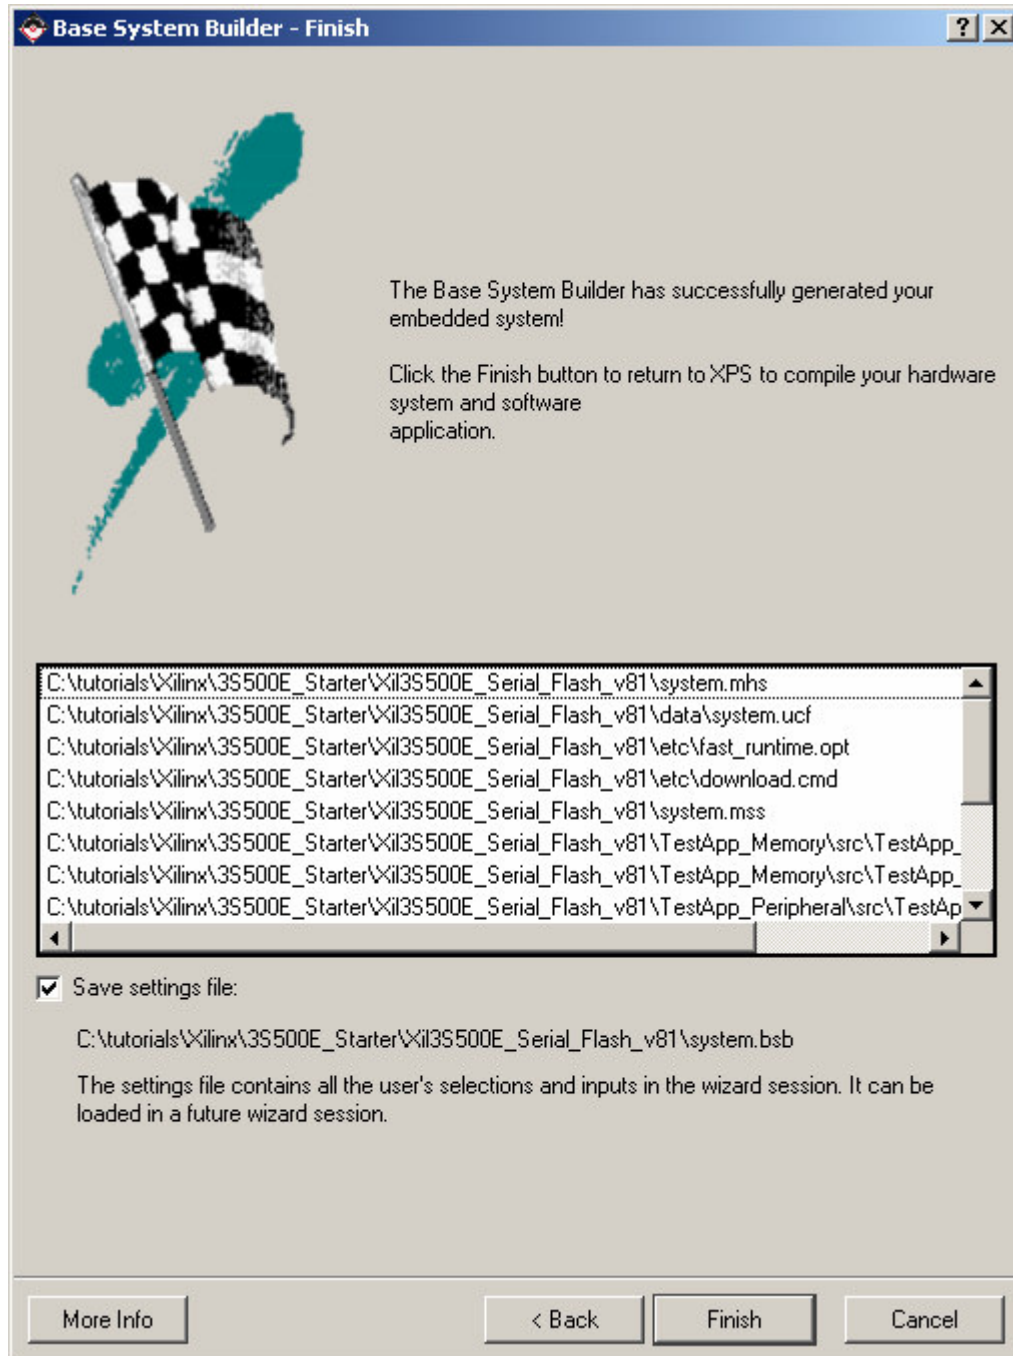 Base System Builder - Finish
The Base System Builder has successfully generated your
embedded system!
Click the Finish button to return to XPS to compile your hardware
system and software
application.
C:\tutorials\Xilinx\3S500E_Starter\Xil3S500E_Serial_Flash_v81\system.mhs
C:\tutorials\Xilinx\3S500E_Starter\Xil3S500E_Serial_Flash_v81\data\system.ucf
C:\tutorials\Xilinx\3S500E_Starter\Xil3S500E_Serial_Flash_v81\etc\fast_runtime.opt
C:\tutorials\Xilinx\3S500E_Starter\Xil3S500E_Serial_Flash_v81\etc\download.cmd
C:\tutorials\Xilinx\3S500E_Starter\Xil3S500E_Serial_Flash_v81\system.mss
C:\tutorials\Xilinx\3S500E_Starter\Xil3S500E_Serial_Flash_v81\TestApp_Memory\src\TestApp_
C:\tutorials\Xilinx\3S500E_Starter\Xil3S500E_Serial_Flash_v81\TestApp_Memory\src\TestApp_
C:\tutorials\Xilinx\3S500E_Starter\Xil3S500E_Serial_Flash_v81\TestApp_Peripheral\src\TestAp
Save settings file:
C:\tutorials\Xilinx\3S500E_Starter\Xil3S500E_Serial_Flash_v81\system.bsb
The settings file contains all the user's selections and inputs in the wizard session. It can be
loaded in a future wizard session.
More Info
< Back
Finish
Cancel